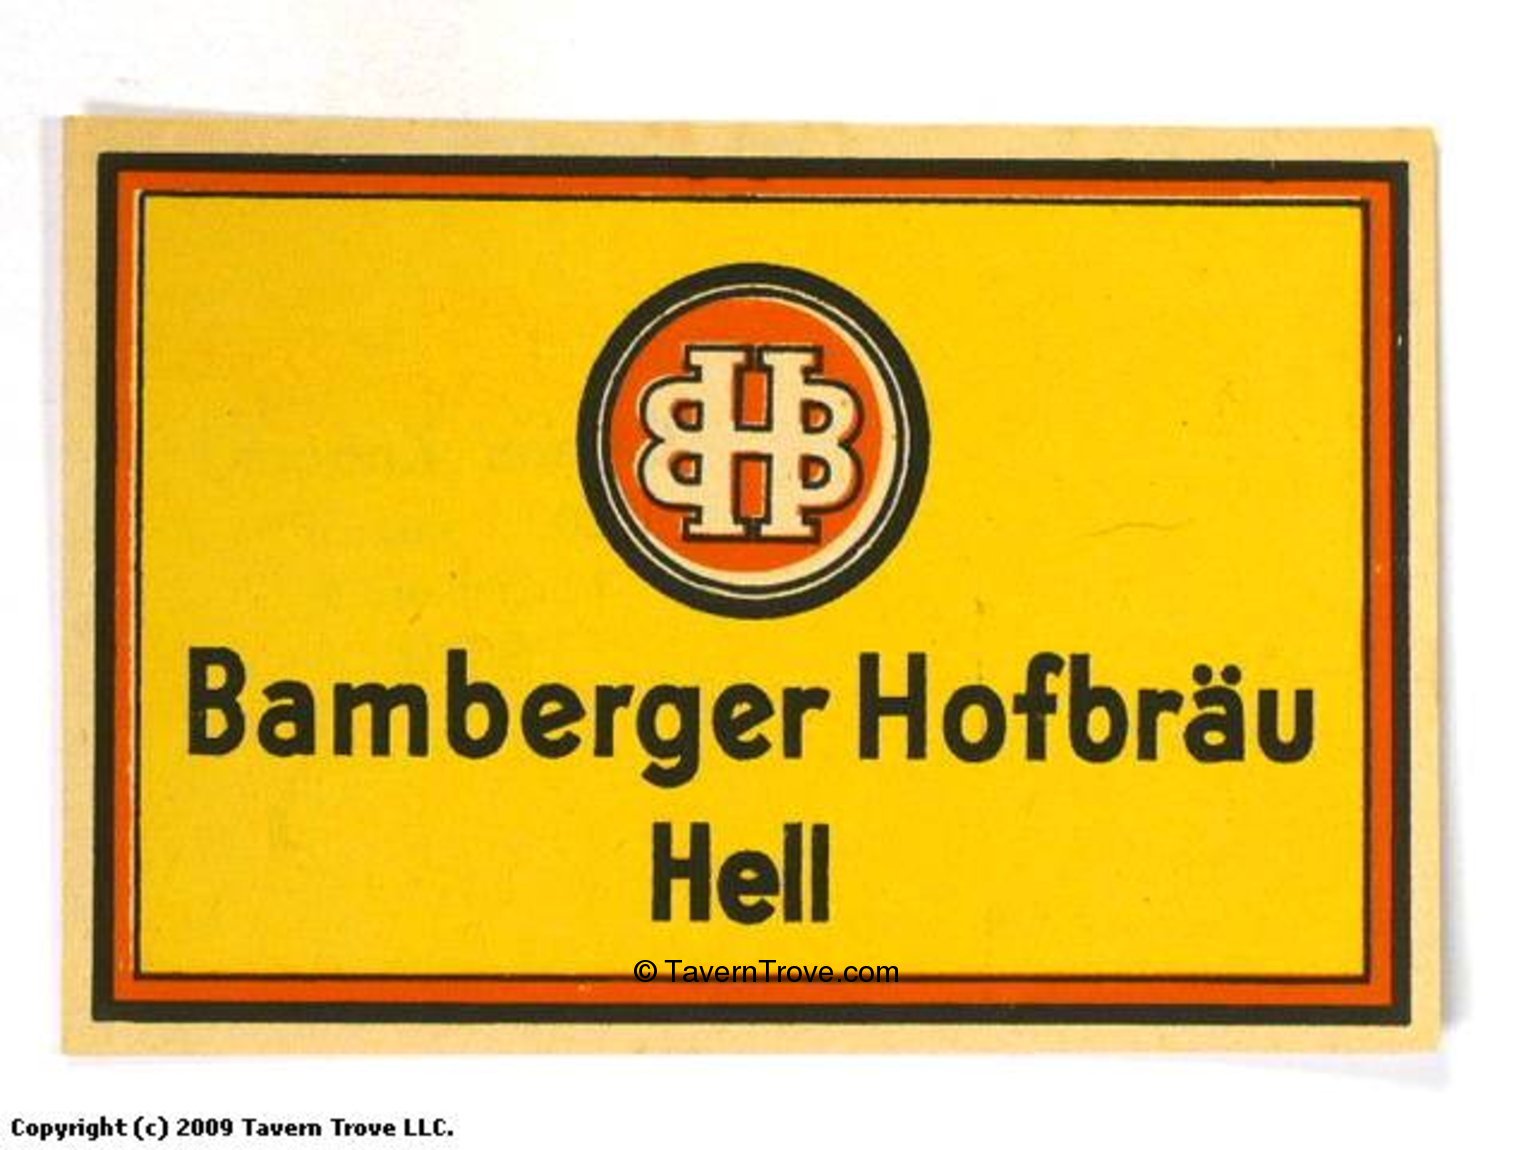 BHB
Bamberger Hofbräu
Hell
© TavernTrove.com
Copyright (c) 2009 Tavern Trove LLC.